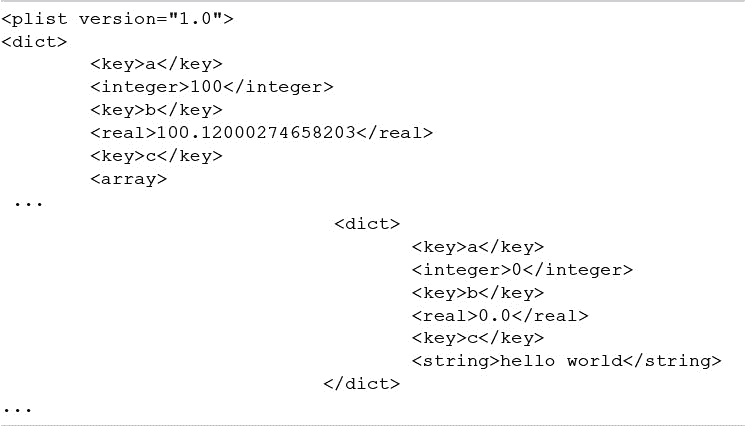 <plist version="1.0">
<dict>
<key>a</key>
<integer>100</integer>
<key>b</key>
<real>100.12000274658203</real>
<key>c</key>
<array>
...
<dict>
<key>a</key>
<integer>0</integer>
<key>b</key>
<real>0.0</real>
<key>c</key>
<string>hello world</string>
</dict>
...